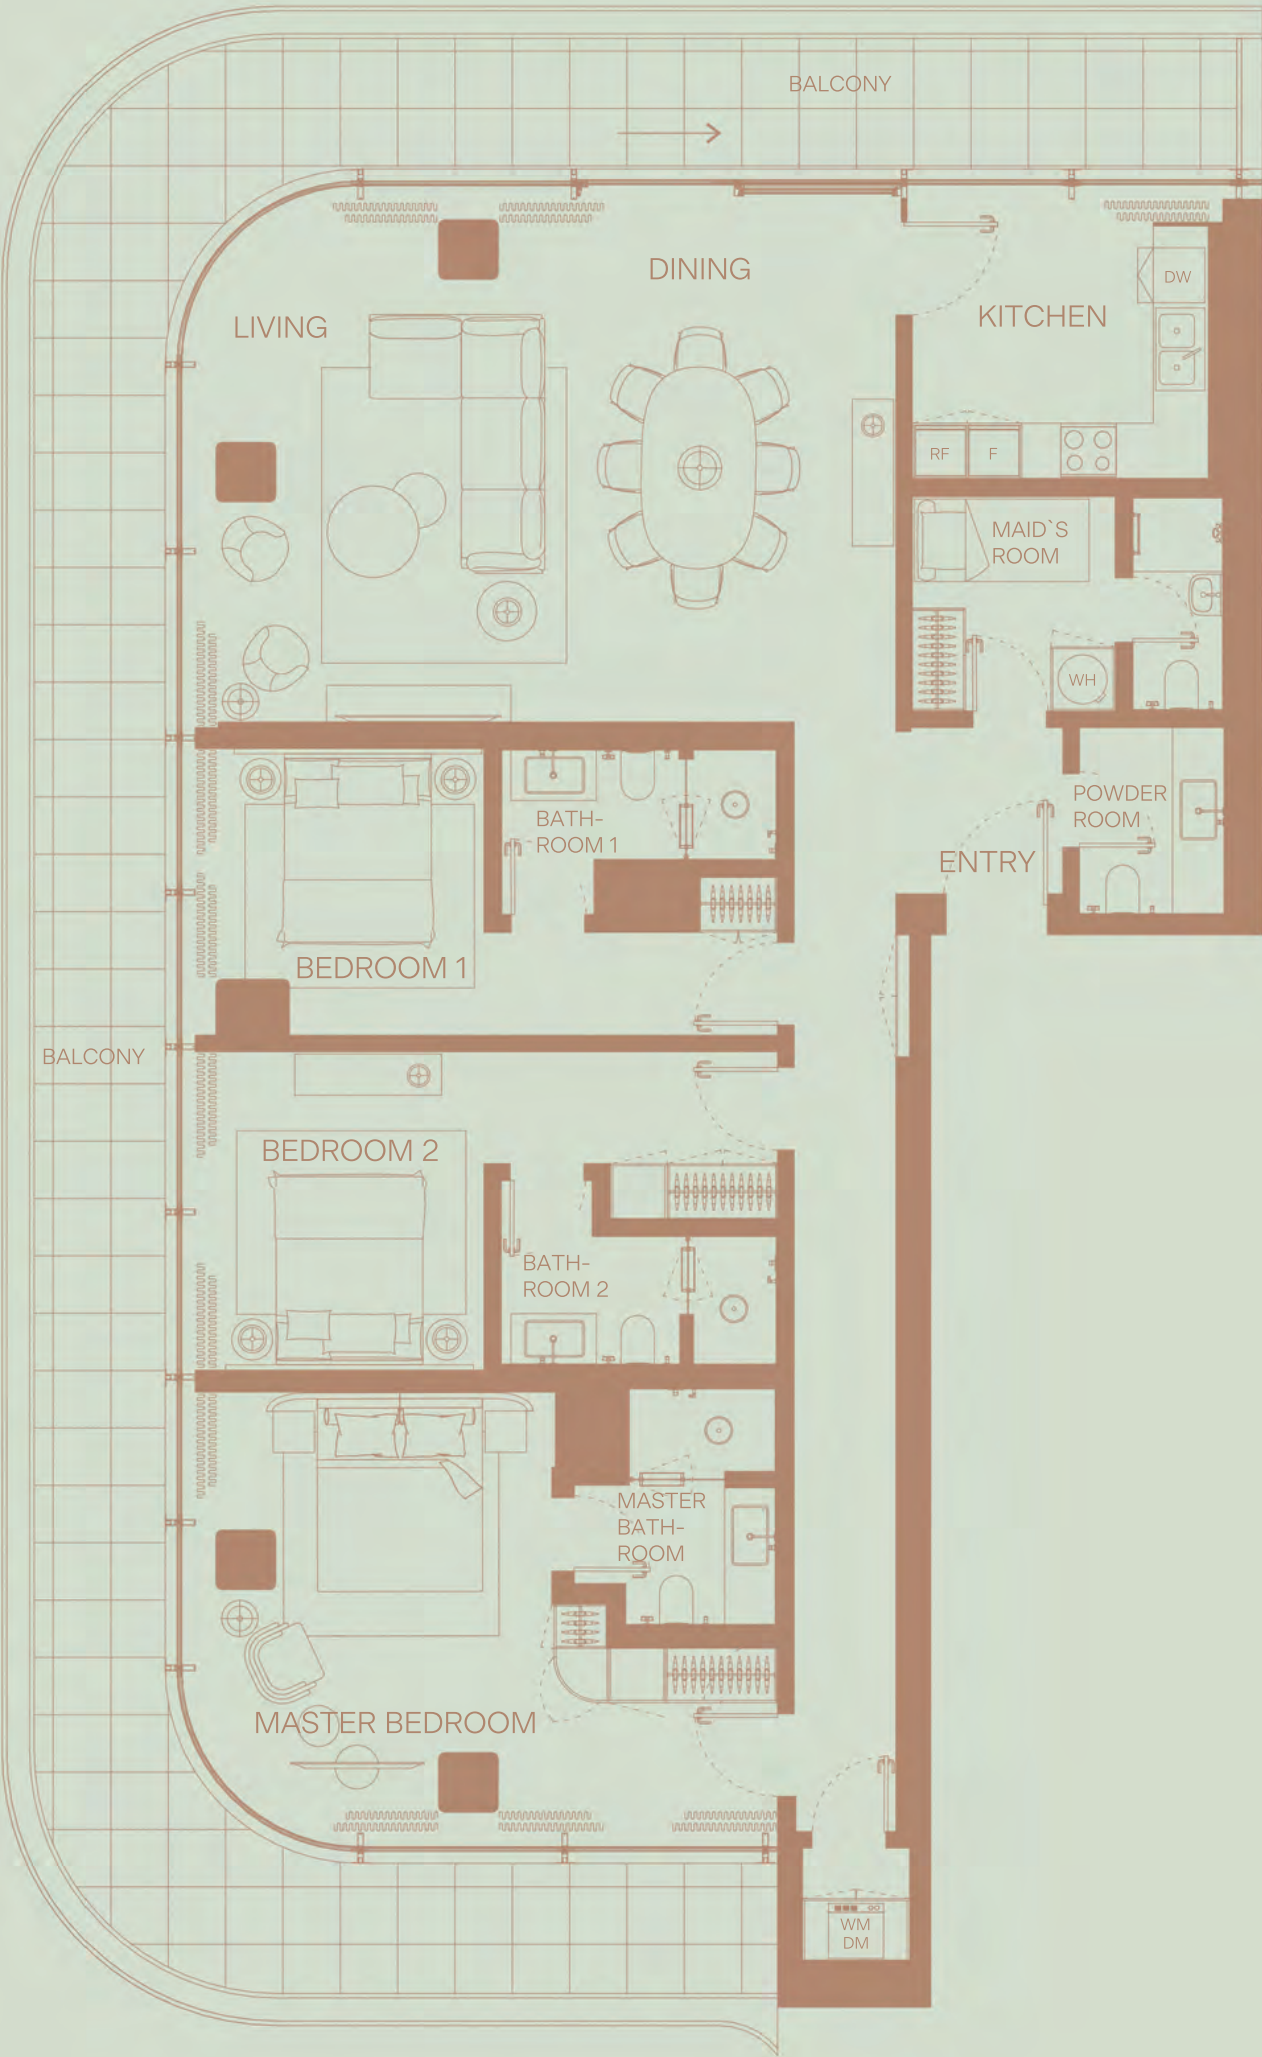 BALCONY
DINING
LIVING
KITCHEN
DW
RF
F
MAID`S
ROOM
WH
POWDER
ROOM
BATH-
ROOM 1
ENTRY
BEDROOM 1
BALCONY
BEDROOM 2
BATH-
ROOM 2
MASTER
BATH-
ROOM
MASTER BEDROOM
WM
DM